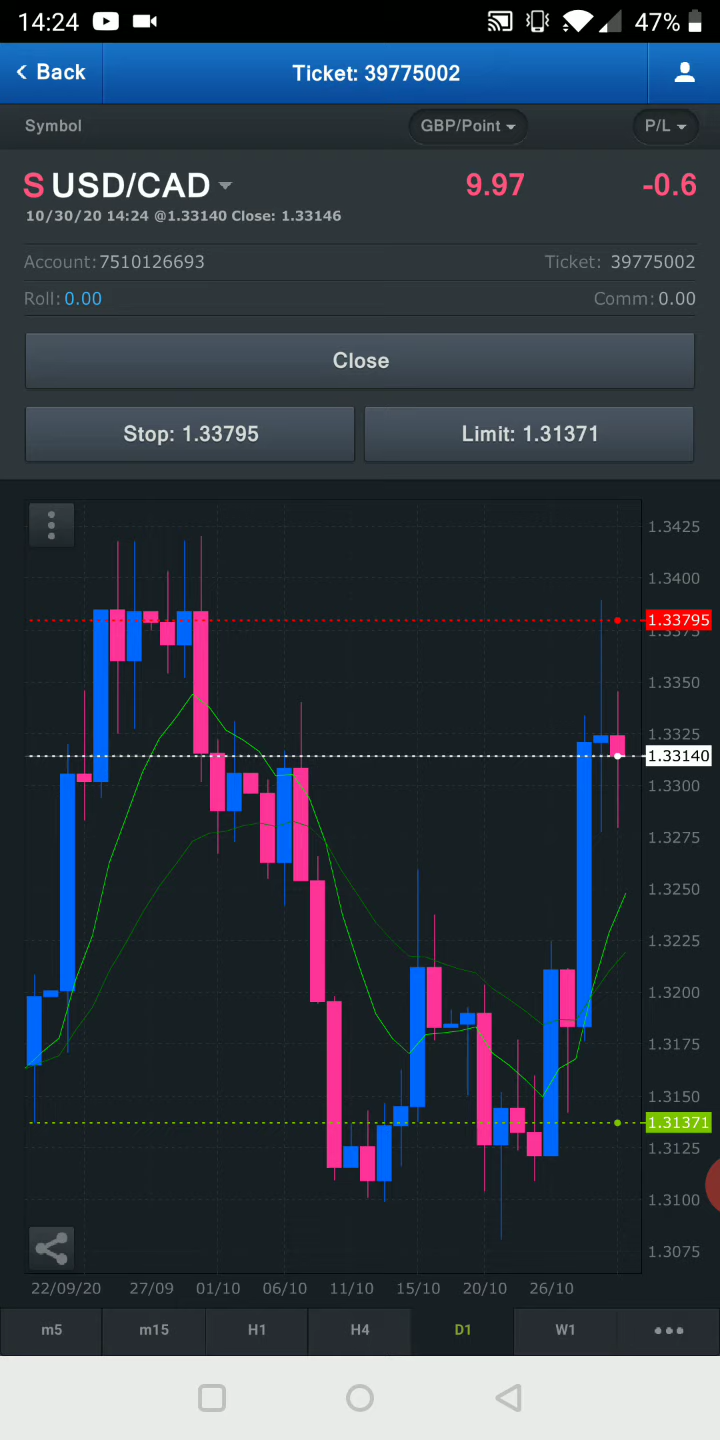 14:24 47%
Back Ticket: 39775002
Symbol GBP/Point P/L
S USD/CAD 9.97 -0.6
10/30/20 14:24 @1.33140 Close: 1.33146
Account: 7510126693 Ticket: 39775002
Roll: 0.00 Comm: 0.00
Close
Stop: 1.33795 Limit: 1.31371
1.3425
1.3400
1.33795
1.3375
1.3350
1.3325
1.33140
1.3300
1.3275
1.3250
1.3225
1.3200
1.3175
1.3150
1.31371
1.3125
1.3100
1.3075
22/09/20 27/09 01/10 06/10 11/10 15/10 20/10 26/10
m5 m15 H1 H4 D1 W1